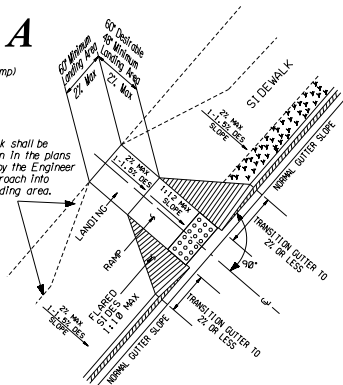 A
mp)
60" Minimum
Landing Area
2% Max
60" Desirable
48" Minimum
Landing Area
2% Max
SIDEWALK
k shall be
n in the plans
by the Engineer
roach into
ding area.
2% MAX
1-1.5% DES
SLOPE
2% MAX
1-1.5% DES
SLOPE
1:12 MAX
SLOPE
NORMAL GUTTER SLOPE
LANDING
RAMP
TRANSITION GUTTER TO
2% OR LESS
90°
FLARED
SIDES
1:10 MAX
2% MAX
1-1.5% DES
SLOPE
TRANSITION GUTTER TO
2% OR LESS
NORMAL GUTTER SLOPE